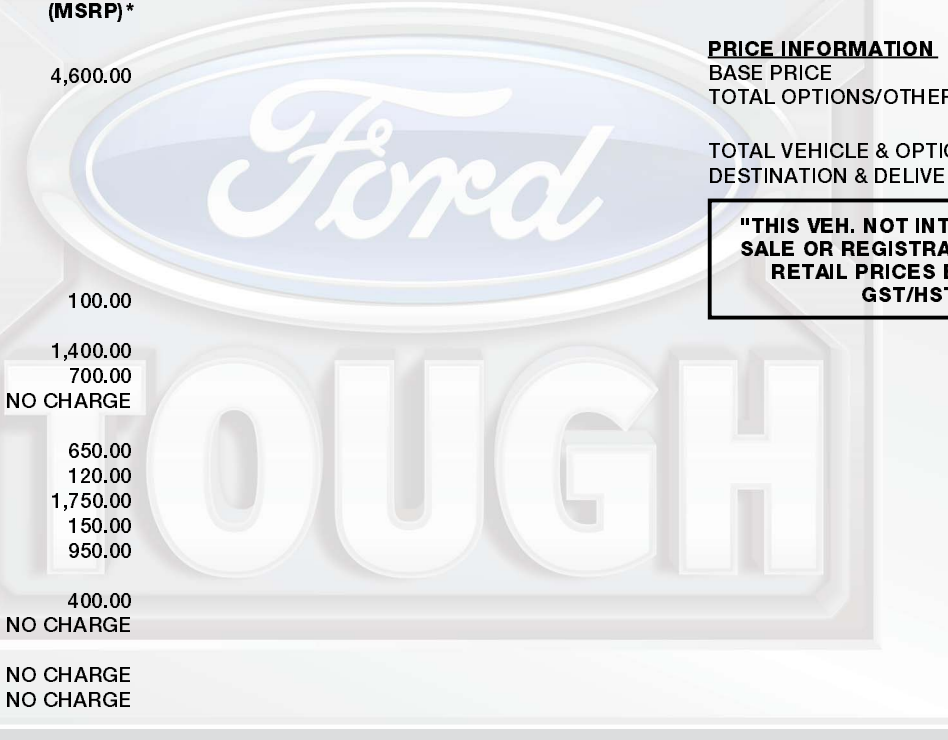 (MSRP)*
4,600.00
100.00
1,400.00
700.00
NO CHARGE
650.00
120.00
1,750.00
150.00
950.00
400.00
NO CHARGE
NO CHARGE
NO CHARGE
Ford
TOUGH
PRICE INFORMATION
BASE PRICE
TOTAL OPTIONS/OTHER
TOTAL VEHICLE & OPTIO
DESTINATION & DELIVE
"THIS VEH. NOT INT
SALE OR REGISTRA
RETAIL PRICES E
GST/HST